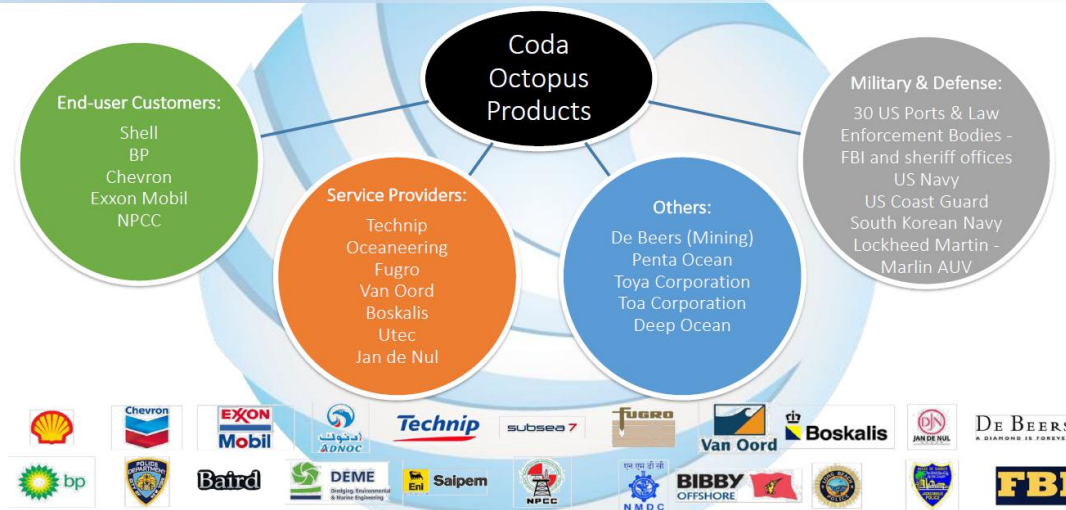 Coda
Octopus
Products
End-user Customers:
Shell
BP
Chevron
Exxon Mobil
NPCC
Service Providers:
Technip
Oceaneering
Fugro
Van Oord
Boskalis
Utec
Jan de Nul
Others:
De Beers (Mining)
Penta Ocean
Toya Corporation
Toa Corporation
Deep Ocean
Military & Defense:
30 US Ports & Law
Enforcement Bodies -
FBI and sheriff offices
US Navy
US Coast Guard
South Korean Navy
Lockheed Martin -
Marlin AUV
Chevron
EXXON
Mobil
أدنوك
ADNOC
Technip
subsea 7
FUGRO
Van Oord
Boskalis
JDN
JAN DE NUL
DE BEERS
A DIAMOND IS FOREVER
bp
POLICE
DEPARTMENT
Baird
DEME
Dredging, Environmental
& Marine Engineering
Eni
Saipem
NPCC
एन एम डी सी
NMDC
BIBBY
OFFSHORE
POLICE
FBI